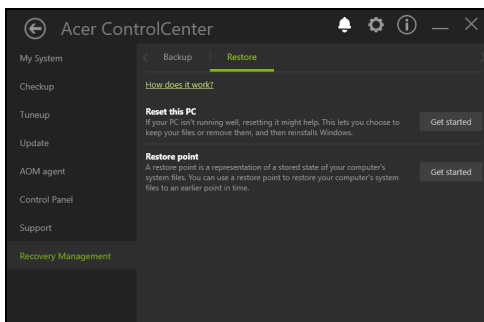 Acer ControlCenter
My System
Backup
Restore
Checkup
How does it work?
Tuneup
Reset this PC
If your PC isn't running well, resetting it might help. This lets you choose to
keep your files or remove them, and then reinstalls Windows.
Get started
Update
Restore point
A restore point is a representation of a stored state of your computer's
system files. You can use a restore point to restore your computer's system
files to an earlier point in time.
Get started
AOM agent
Control Panel
Support
Recovery Management